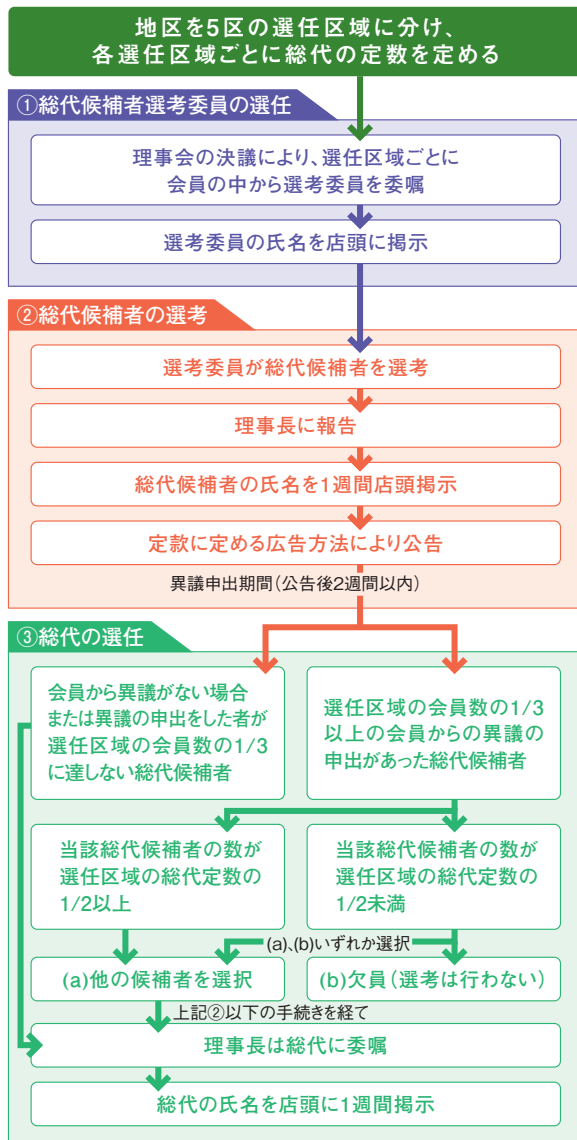 地区を5区の選任区域に分け、
各選任区域ごとに総代の定数を定める
①総代候補者選考委員の選任
理事会の決議により、選任区域ごとに
会員の中から選考委員を委嘱
選考委員の氏名を店頭に掲示
②総代候補者の選考
選考委員が総代候補者を選考
理事長に報告
総代候補者の氏名を1週間店頭掲示
定款に定める広告方法により公告
異議申出期間（公告後2週間以内）
③総代の選任
会員から異議がない場合
または異議の申出をした者が
選任区域の会員数の1/3
に達しない総代候補者
選任区域の会員数の1/3
以上の会員からの異議の
申出があった総代候補者
当該総代候補者の数が
選任区域の総代定数の
1/2以上
当該総代候補者の数が
選任区域の総代定数の
1/2未満
(a)、(b)いずれか選択
(a)他の候補者を選択
(b)欠員（選考は行わない）
上記②以下の手続きを経て
理事長は総代に委嘱
総代の氏名を店頭に1週間掲示